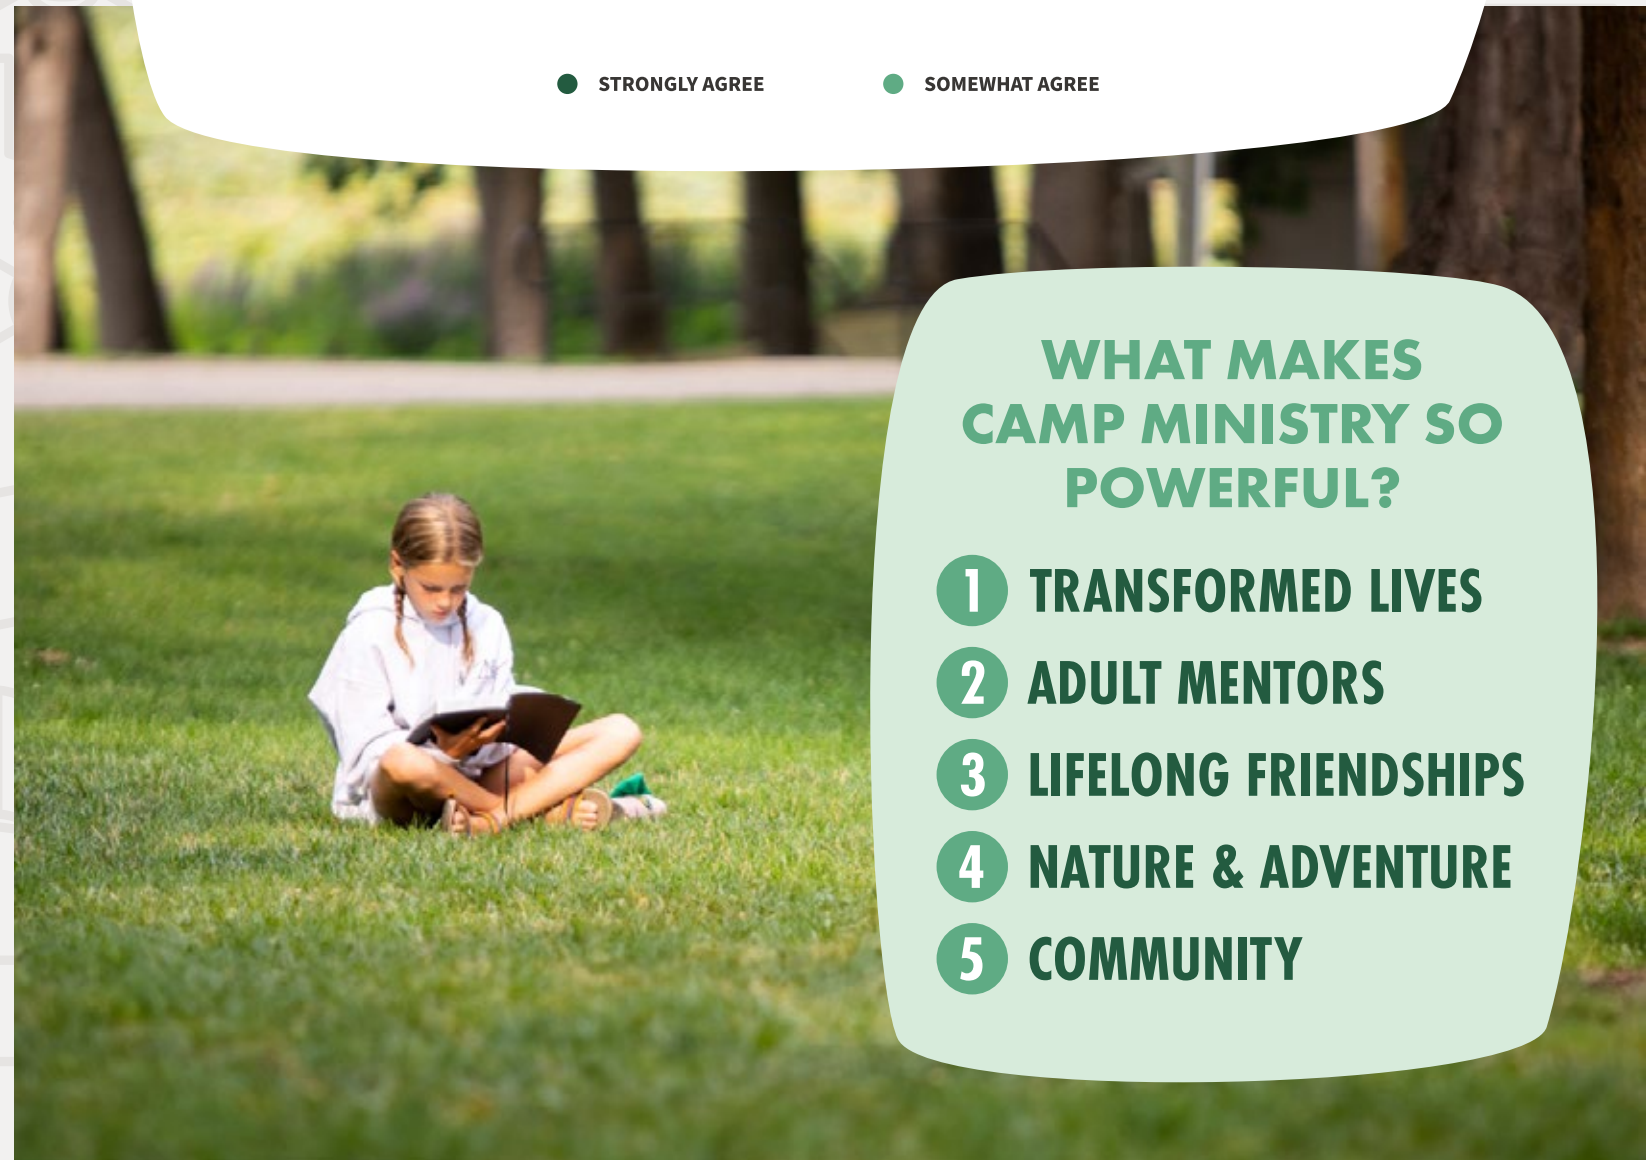 STRONGLY AGREE
SOMEWHAT AGREE
WHAT MAKES
CAMP MINISTRY SO
POWERFUL?
1 TRANSFORMED LIVES
2 ADULT MENTORS
3 LIFELONG FRIENDSHIPS
4 NATURE & ADVENTURE
5 COMMUNITY